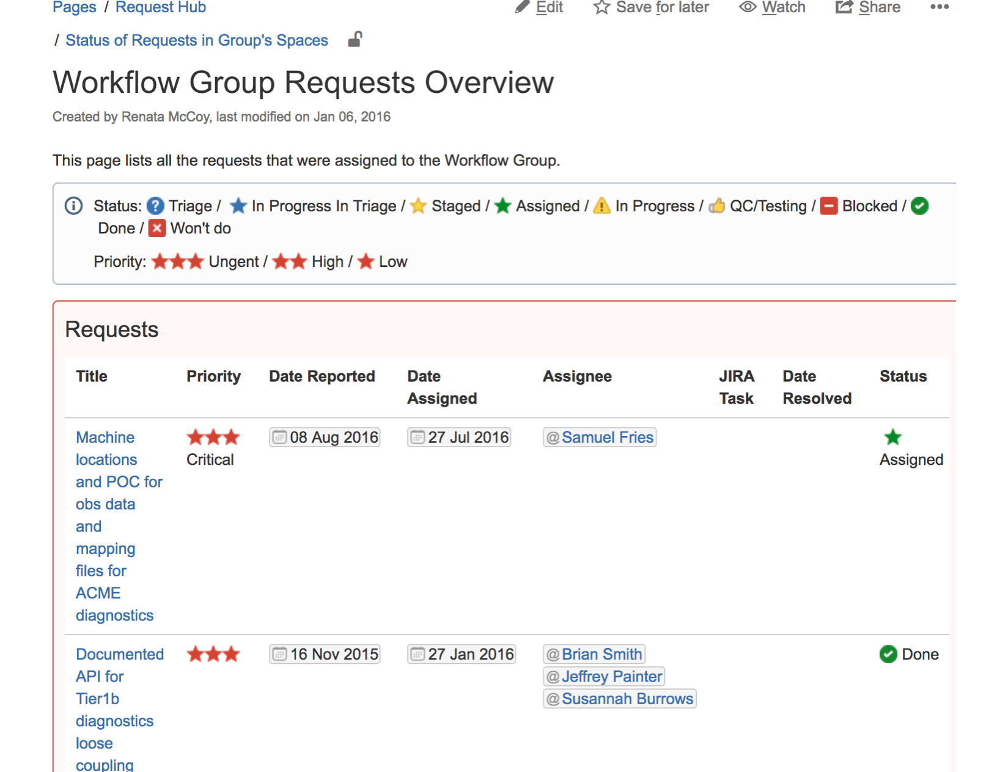 Pages / Request Hub
Edit Save for later Watch Share
/ Status of Requests in Group's Spaces
Workflow Group Requests Overview
Created by Renata McCoy, last modified on Jan 06, 2016
This page lists all the requests that were assigned to the Workflow Group.
Status: Triage / In Progress In Triage / Staged / Assigned / In Progress / QC/Testing / Blocked /
Done / Won't do
Priority: Ungent / High / Low
Requests
Title Priority Date Reported Date Assigned Assignee JIRA Task Date Resolved Status
Machine
locations
and POC for
obs data
and
mapping
files for
ACME
diagnostics
Critical
08 Aug 2016
27 Jul 2016
@Samuel Fries
Assigned
Documented
API for
Tier1b
diagnostics
loose
coupling
16 Nov 2015
27 Jan 2016
@Brian Smith
@Jeffrey Painter
@Susannah Burrows
Done